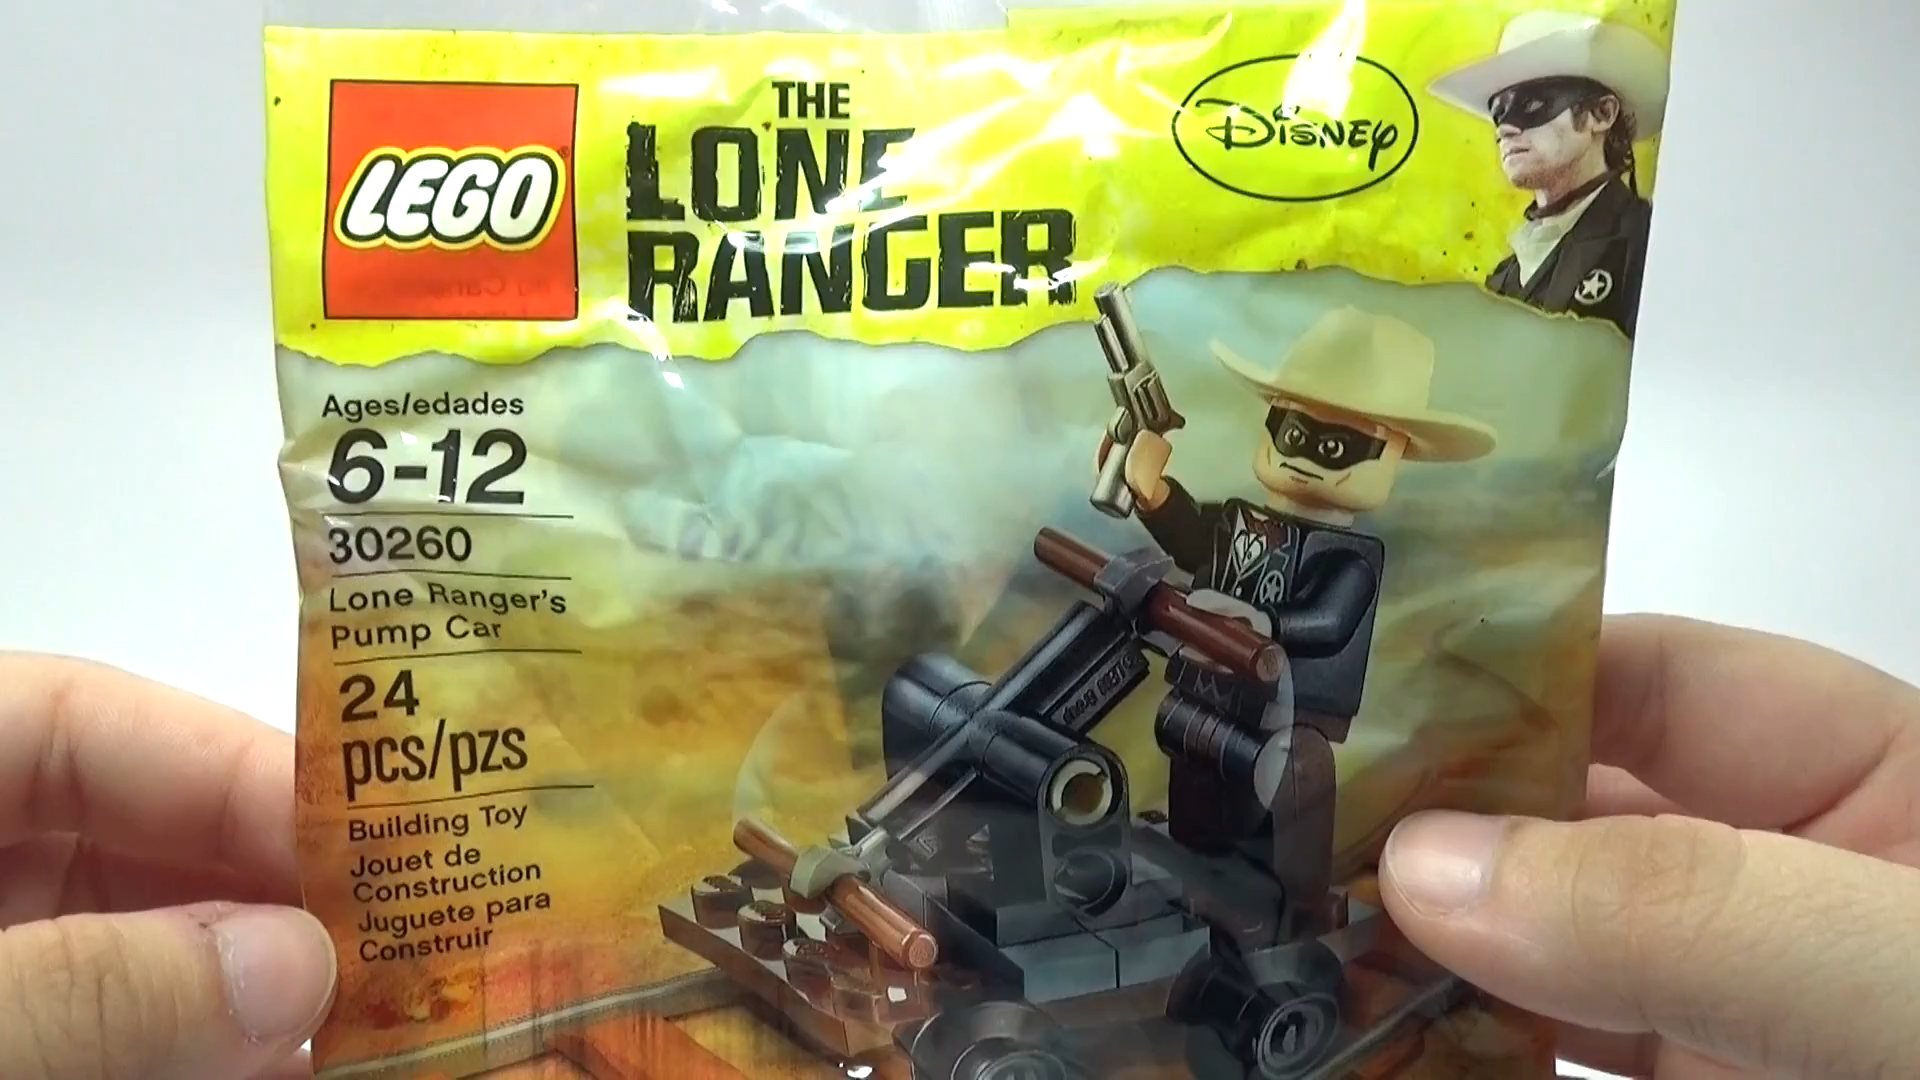 LEGO
THE
LONE
RANGER
Disney
Ages/edades
6-12
30260
Lone Ranger's
Pump Car
24
pcs/pzs
Building Toy
Jouet de
Construction
Juguete para
Construir